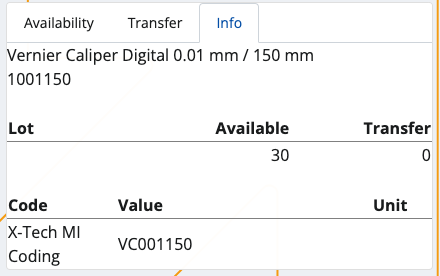 Availability Transfer Info
Vernier Caliper Digital 0.01 mm / 150 mm
1001150
Lot Available Transfer
30 0
Code Value Unit
X-Tech MI
Coding VC001150